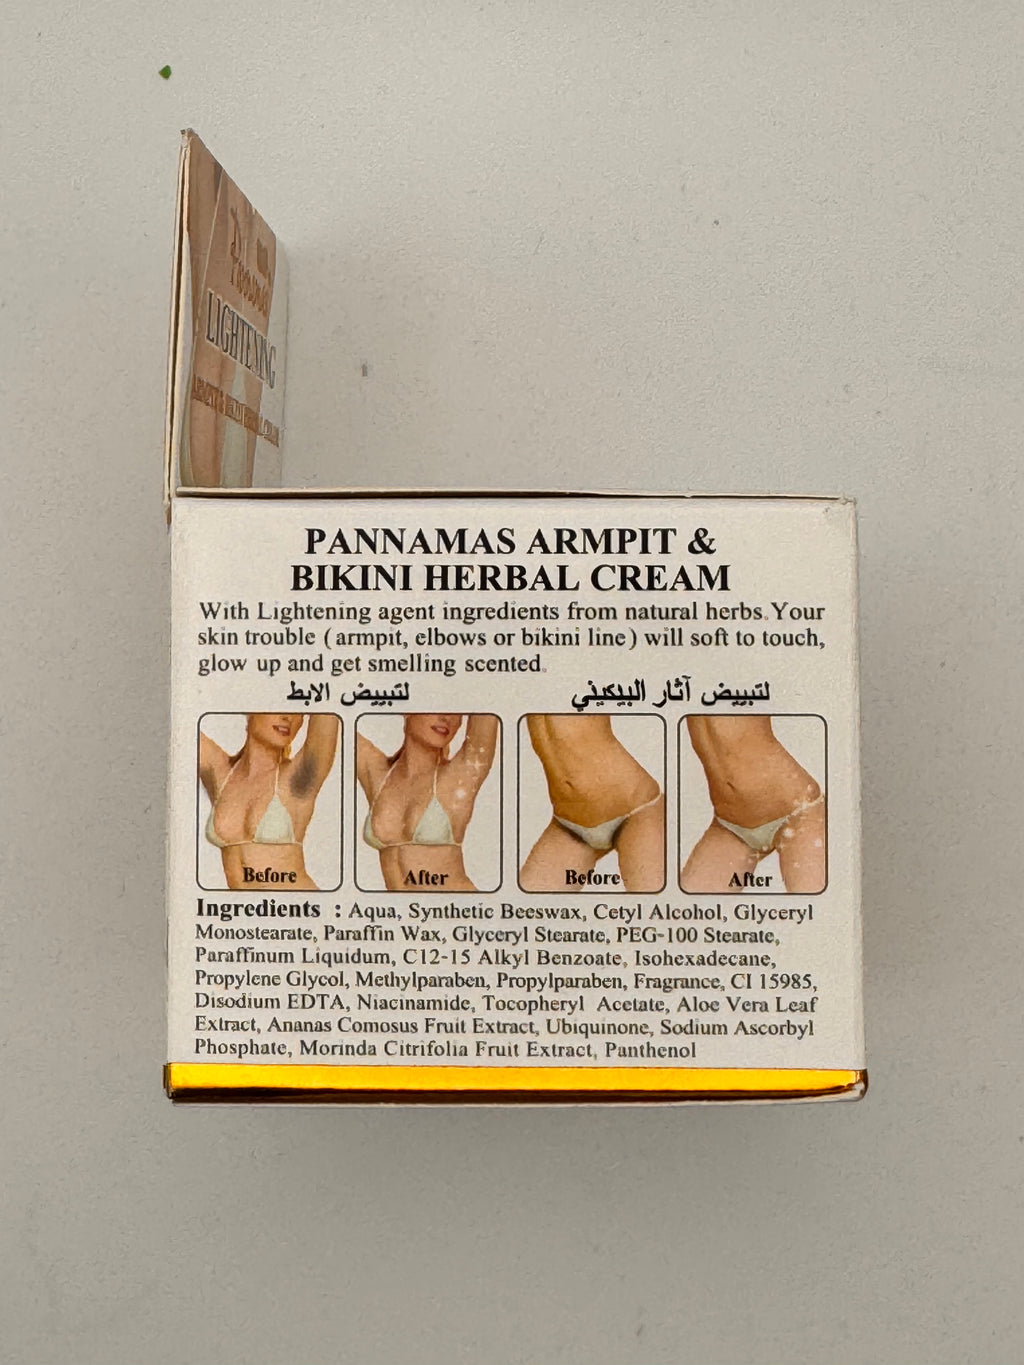 LIGHTENING
PANNAMAS ARMPIT &
BIKINI HERBAL CREAM
With Lightening agent ingredients from natural herbs.Your
skin trouble ( armpit, elbows or bikini line ) will soft to touch,
glow up and get smelling scented.
لتبييض الابط
لتبييض آثار البيكيني
Before
After
Before
After
Ingredients : Aqua, Synthetic Beeswax, Cetyl Alcohol, Glyceryl
Monostearate, Paraffin Wax, Glyceryl Stearate, PEG-100 Stearate,
Paraffinum Liquidum, C12-15 Alkyl Benzoate, Isohexadecane,
Propylene Glycol, Methylparaben, Propylparaben, Fragrance, CI 15985,
Disodium EDTA, Niacinamide, Tocopheryl Acetate, Aloe Vera Leaf
Extract, Ananas Comosus Fruit Extract, Ubiquinone, Sodium Ascorbyl
Phosphate, Morinda Citrifolia Fruit Extract, Panthenol